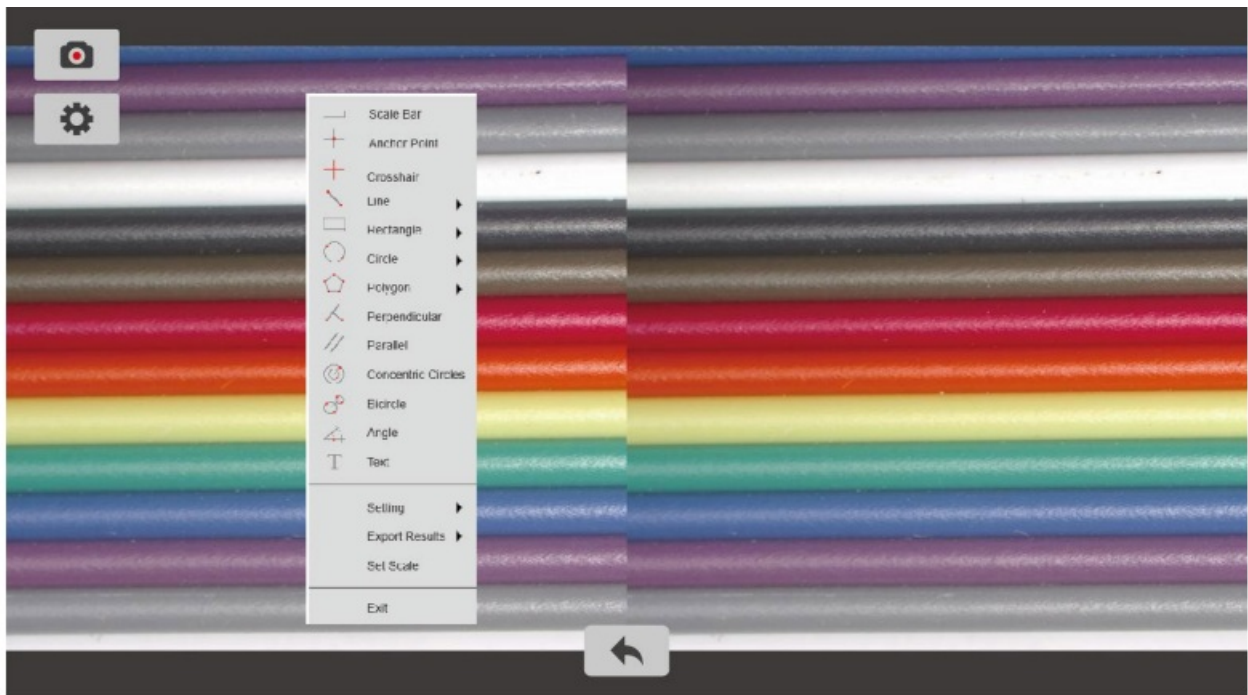 Scale Bar
Anchor Point
Crosshair
Line
Rectangle
Circle
Polygon
Perpendicular
Parallel
Concentric Circles
Bicircle
Angle
Text
Setting
Export Results
Set Scale
Exit